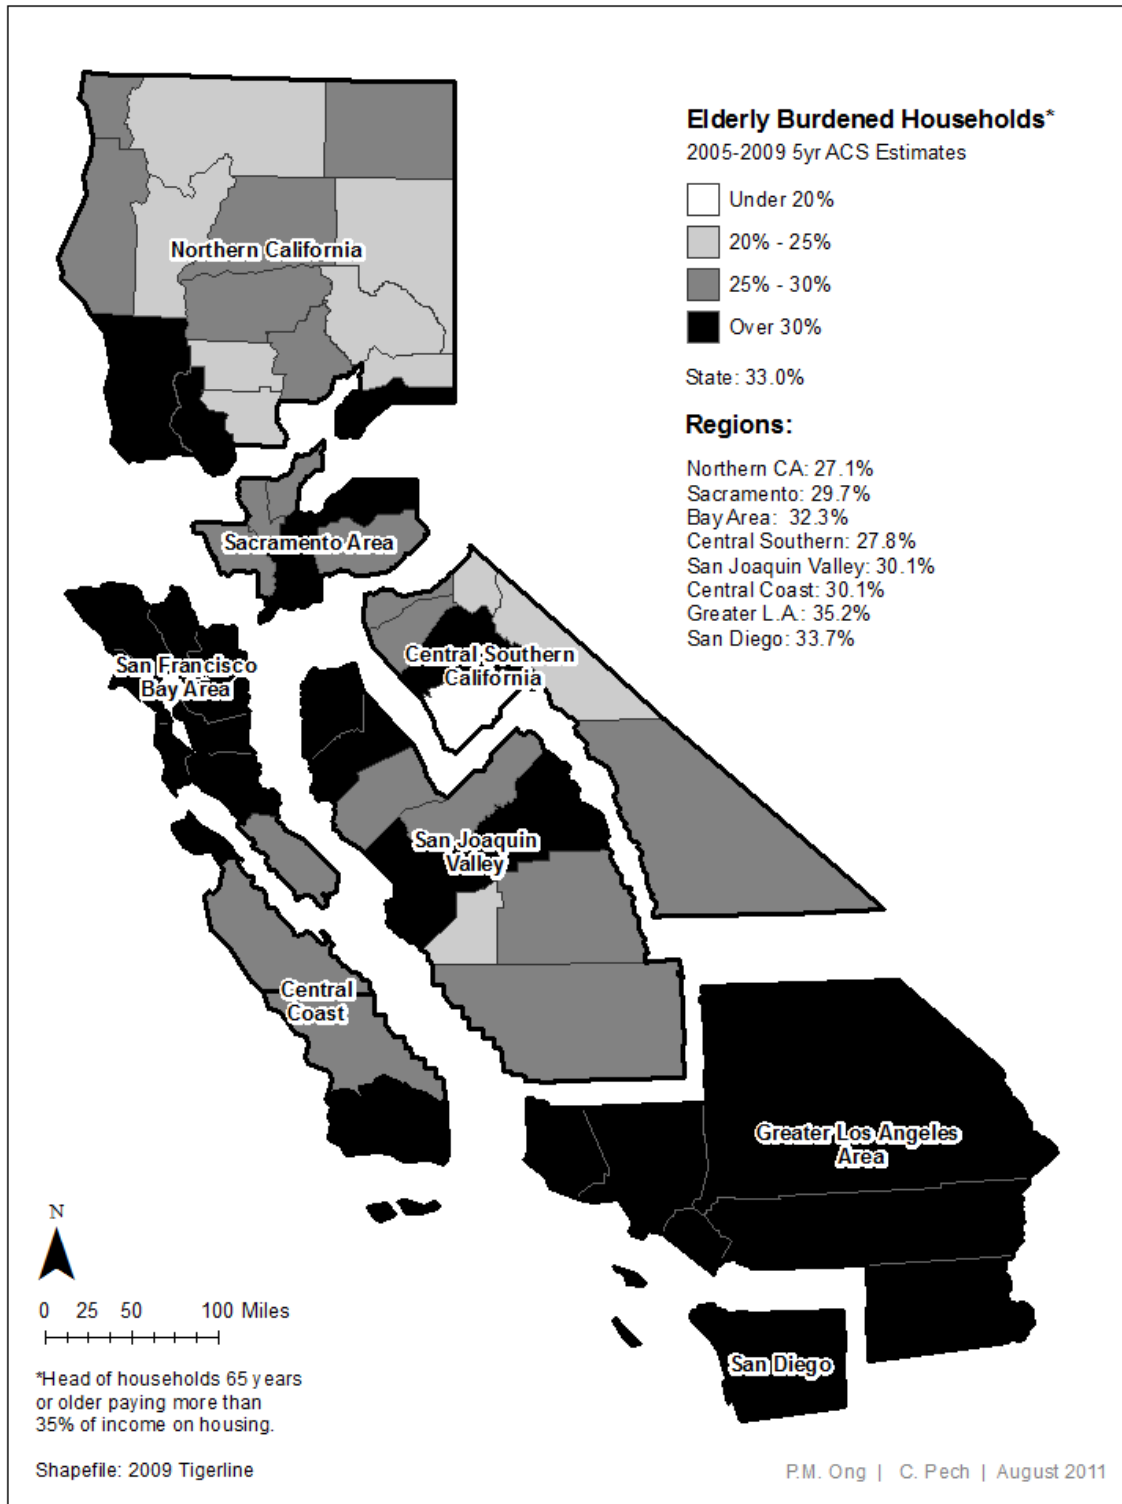 Elderly Burdened Households*
2005-2009 5yr ACS Estimates
Under 20%
20% - 25%
25% - 30%
Over 30%
State: 33.0%
Regions:
Northern CA: 27.1%
Sacramento: 29.7%
Bay Area: 32.3%
Central Southern: 27.8%
San Joaquin Valley: 30.1%
Central Coast: 30.1%
Greater L.A.: 35.2%
San Diego: 33.7%
Northern California
Sacramento Area
San Francisco
Bay Area
Central Southern
California
San Joaquin
Valley
Central
Coast
Greater Los Angeles
Area
San Diego
N
0 25 50 100 Miles
*Head of households 65 years
or older paying more than
35% of income on housing.
Shapefile: 2009 Tigerline
P.M. Ong | C. Pech | August 2011